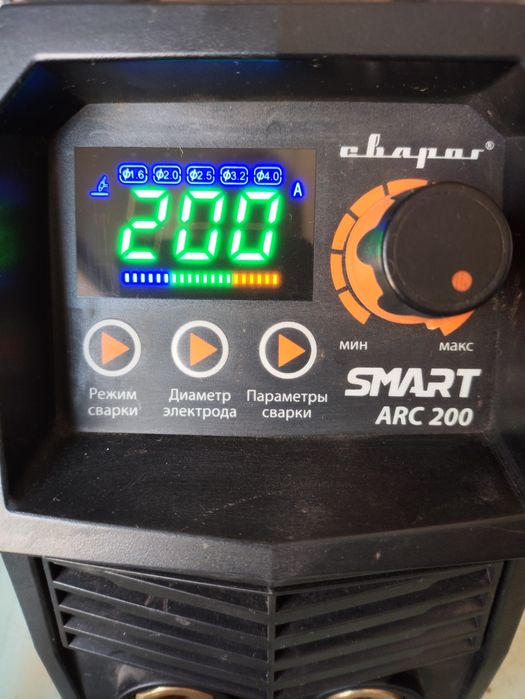 сварог®
Ø1.6 Ø2.0 Ø2.5 Ø3.2 Ø4.0
200 A
мин макс
Режим сварки
Диаметр электрода
Параметры сварки
SMART
ARC 200